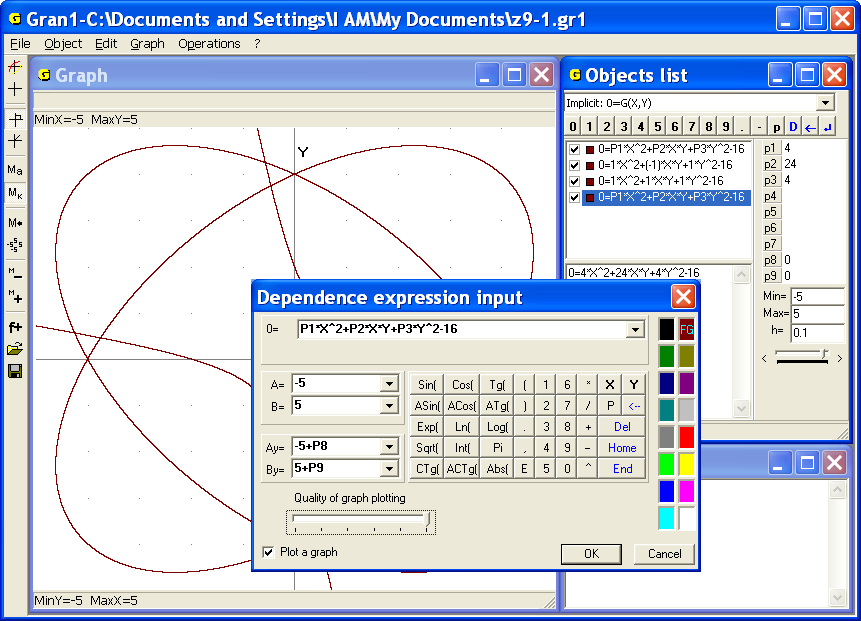 Gran1-C:\Documents and Settings\I AM\My Documents\z9-1.gr1
File Object Edit Graph Operations ?
Graph
MinX=-5 MaxX=5
Y
MinY=-5 MaxX=5
Ma
Mк
M
M
M
f+
Objects list
Implicit: 0=G(X,Y)
0 1 2 3 4 5 6 7 8 9 . - p D ← ↲
0=P1*X^2+P2*X*Y+P3*Y^2-16
0=1*X^2+(-1)*X*Y+1*Y^2-16
0=1*X^2+1*X*Y+1*Y^2-16
0=P1*X^2+P2*X*Y+P3*Y^2-16
p1 4
p2 24
p3 4
p4
p5
p6
p7
p8 0
p9 0
0=4*X^2+24*X*Y+4*Y^2-16
Min= -5
Max= 5
h= 0.1
< >
Dependence expression input
0= P1*X^2+P2*X*Y+P3*Y^2-16
A= -5
B= 5
Ay= -5+P8
By= 5+P9
Sin( Cos( Tg( ( 1 6 * X Y
ASin( ACos( ATg( ) 2 7 / P <--
Exp( Ln( Log( . 3 8 + Del
Sqrt( Int( Pi , 4 9 - Home
CTg( ACTg( Abs( E 5 0 ^ End
FG
Quality of graph plotting
Plot a graph
OK Cancel